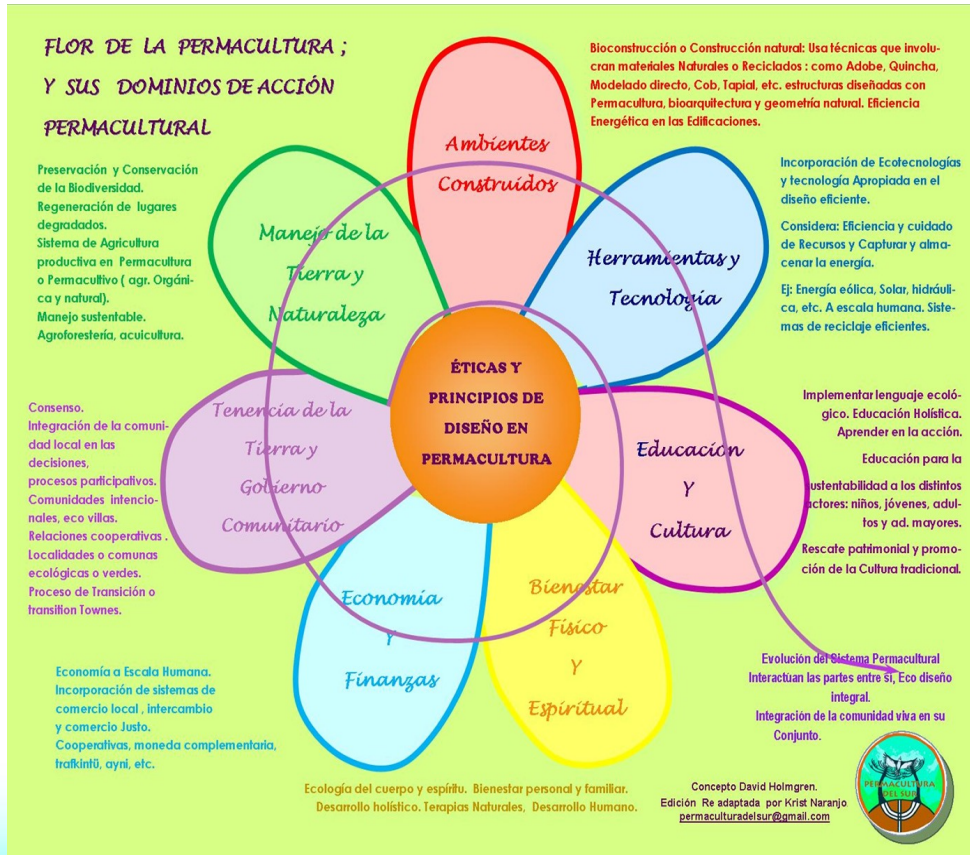 FLOR DE LA PERMACULTURA ;
Y SUS DOMINIOS DE ACCIÓN
PERMACULTURAL
Bioconstrucción o Construcción natural: Usa técnicas que involu-
cran materiales Naturales o Reciclados : como Adobe, Quincha,
Modelado directo, Cob, Tapial, etc. estructuras diseñadas con
Permacultura, bioarquitectura y geometría natural. Eficiencia
Energética en las Edificaciones.
Ambientes
Construidos
Preservación y Conservación
de la Biodiversidad.
Regeneración de lugares
degradados.
Sistema de Agricultura
productiva en Permacultura
o Permacultivo ( agr. Orgáni-
ca y natural).
Manejo sustentable.
Agroforestería, acuicultura.
Manejo de la
Tierra y
Naturaleza
Herramientas y
Tecnología
Incorporación de Ecotecnologías
y tecnología Apropiada en el
diseño eficiente.
Considera: Eficiencia y cuidado
de Recursos y Capturar y alma-
cenar la energía.
Ej: Energía eólica, Solar, hidráuli-
ca, etc. A escala humana. Siste-
mas de reciclaje eficientes.
ÉTICAS Y
PRINCIPIOS DE
DISEÑO EN
PERMACULTURA
Consenso.
Integración de la comuni-
dad local en las
decisiones,
procesos participativos.
Comunidades intencio-
nales, eco villas.
Relaciones cooperativas .
Localidades o comunas
ecológicas o verdes.
Proceso de Transición o
transition Townes.
Tenencia de la
Tierra y
Gobierno
Comunitario
Educación
Y
Cultura
Implementar lenguaje ecoló-
gico. Educación Holística.
Aprender en la acción.
Educación para la
sustentabilidad a los distintos
actores: niños, jóvenes, adul-
tos y ad. mayores.
Rescate patrimonial y promo-
ción de la Cultura tradicional.
Economía
Y
Finanzas
Bienestar
Físico
Y
Espiritual
Economía a Escala Humana.
Incorporación de sistemas de
comercio local , intercambio
y comercio Justo.
Cooperativas, moneda complementaria,
trafkintü, ayni, etc.
Evolución del Sistema Permacultural
Interactúan las partes entre sí, Eco diseño
integral.
Integración de la comunidad viva en su
Conjunto.
Ecología del cuerpo y espíritu. Bienestar personal y familiar.
Desarrollo holístico. Terapias Naturales, Desarrollo Humano.
Concepto David Holmgren.
Edición Re adaptada por Krist Naranjo
permaculturadelsur@gmail.com
PERMACULTURA
DEL SUR